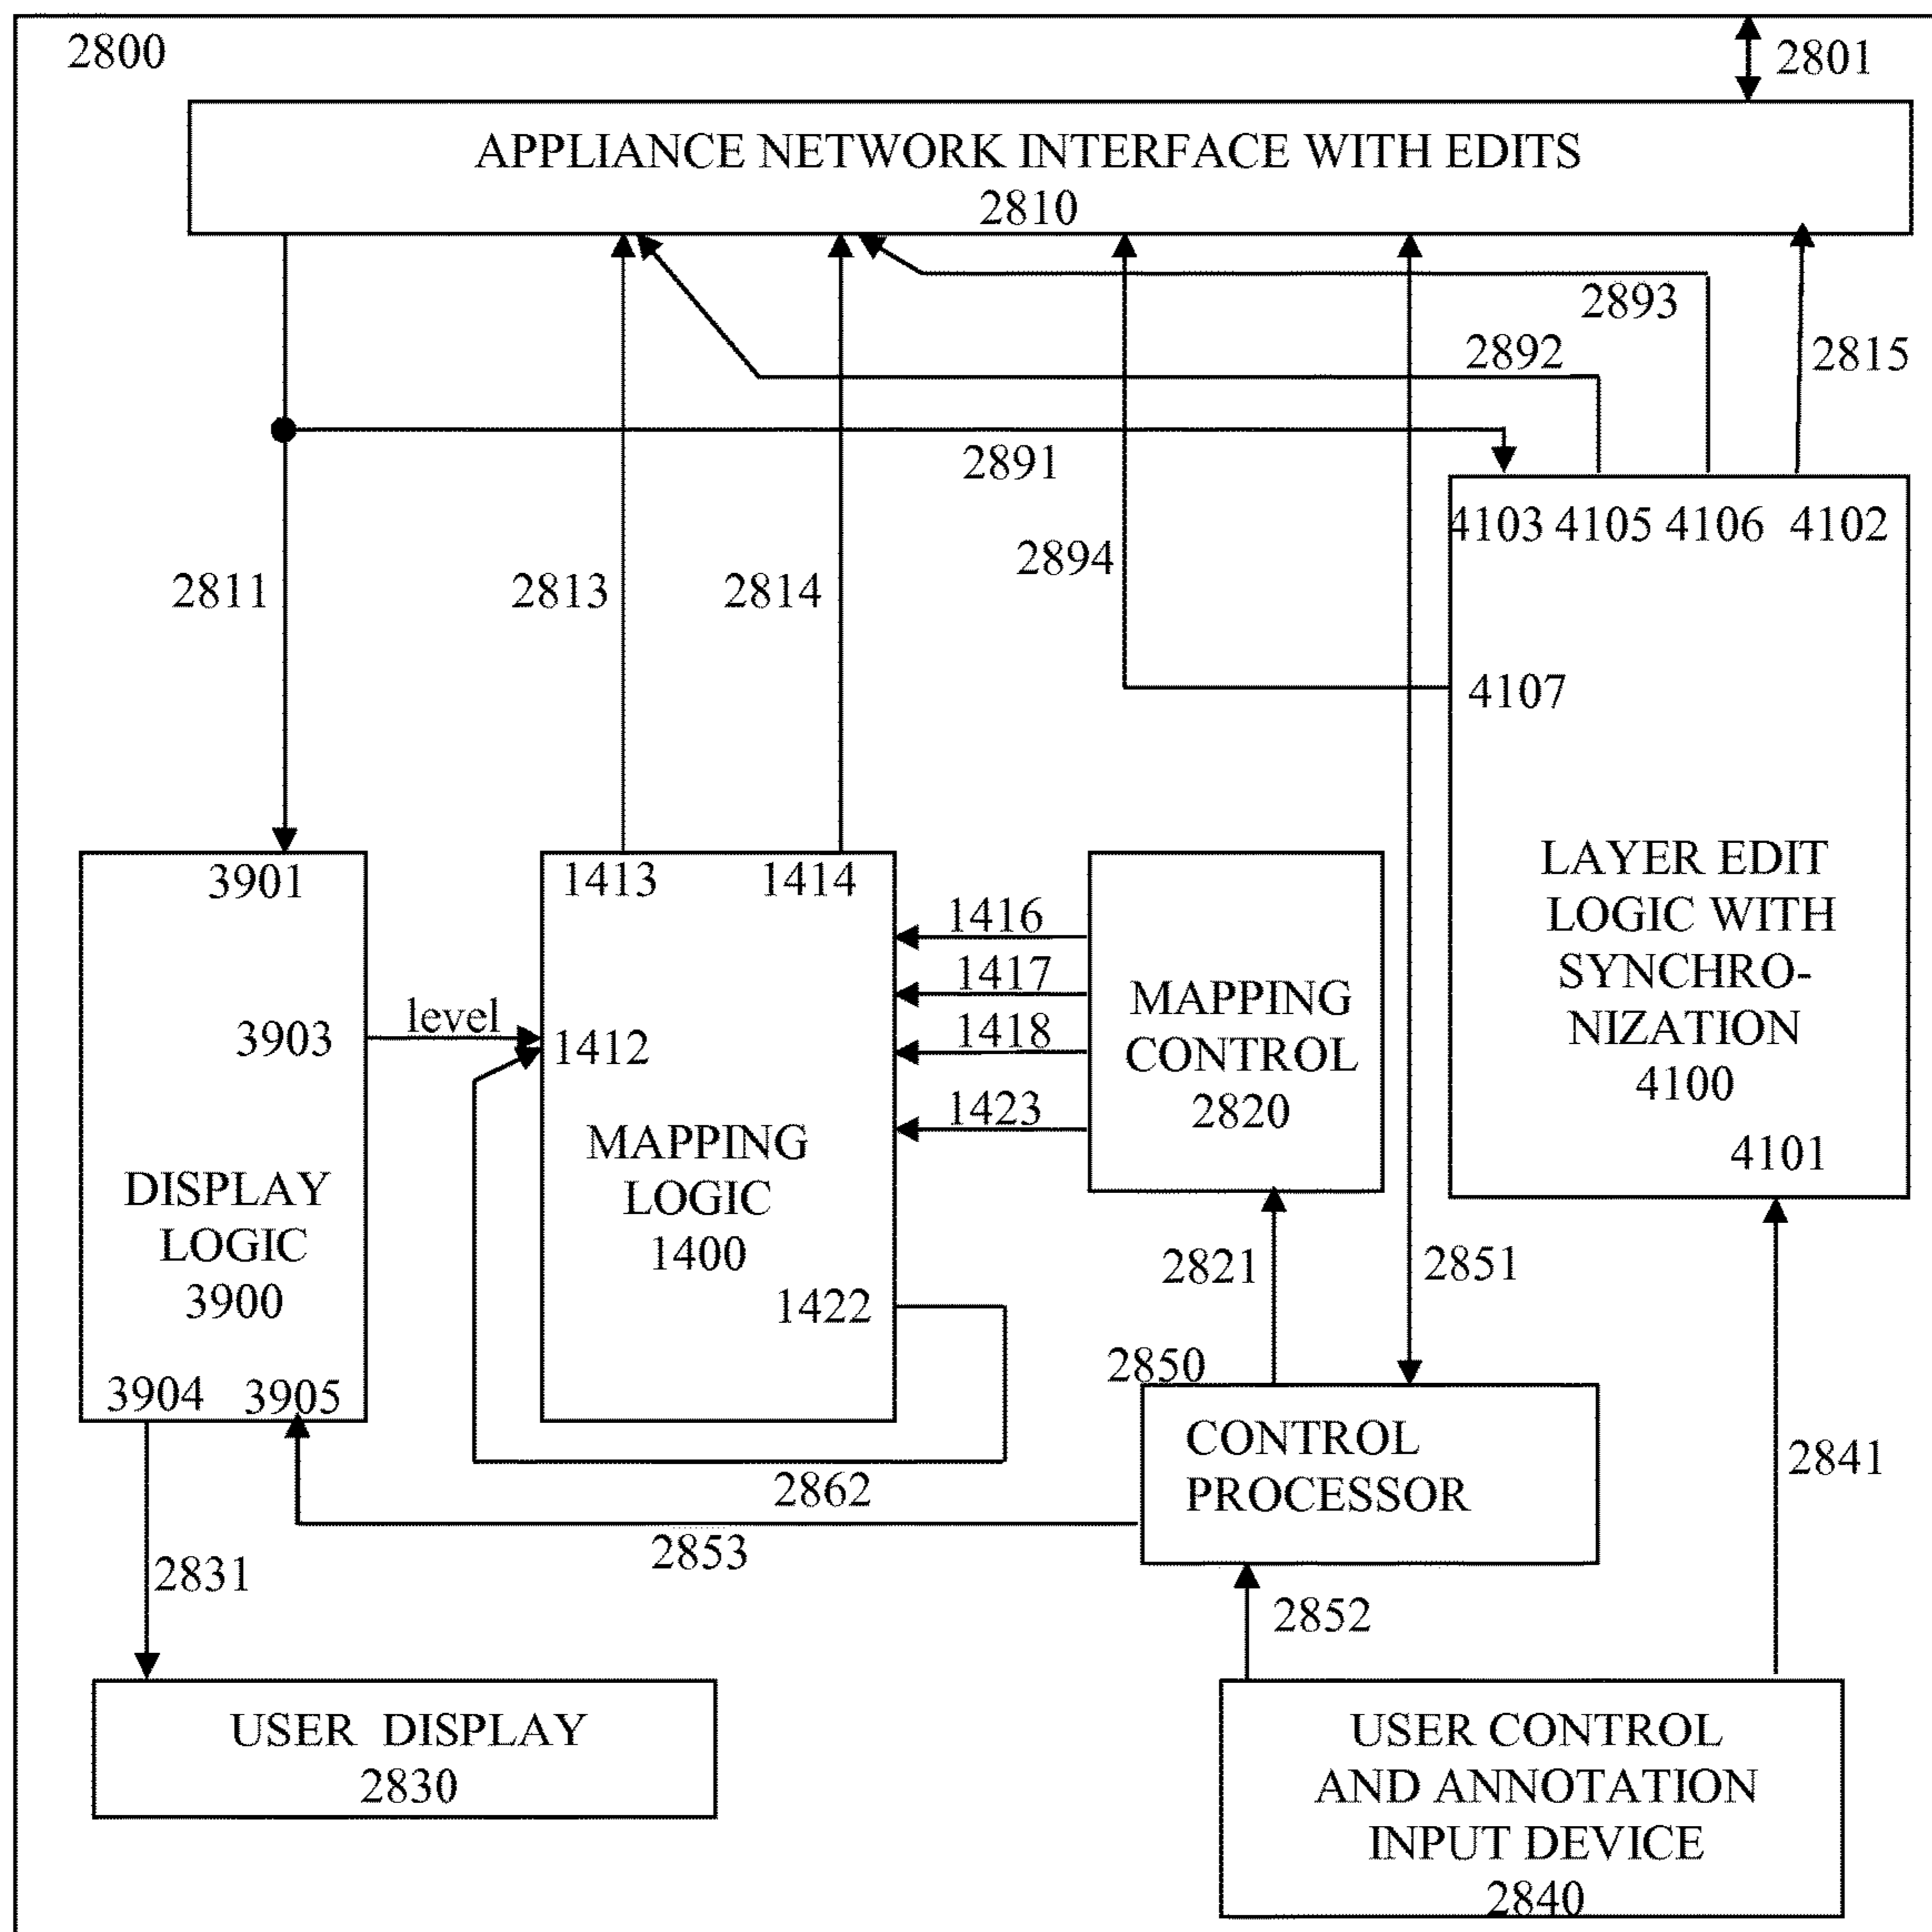 2800
2801
APPLIANCE NETWORK INTERFACE WITH EDITS
2810
2893
2892
2815
2891
4103 4105 4106 4102
2894
2811
2813
2814
4107
3901
1413
1414
LAYER EDIT
LOGIC WITH
SYNCHRO-
NIZATION
4100
4101
1416
1417
1418
1423
MAPPING
CONTROL
2820
level
3903
1412
MAPPING
LOGIC
1400
1422
DISPLAY
LOGIC
3900
3904
3905
2821
2851
2850
CONTROL
PROCESSOR
2841
2862
2853
2831
2852
USER DISPLAY
2830
USER CONTROL
AND ANNOTATION
INPUT DEVICE
2840